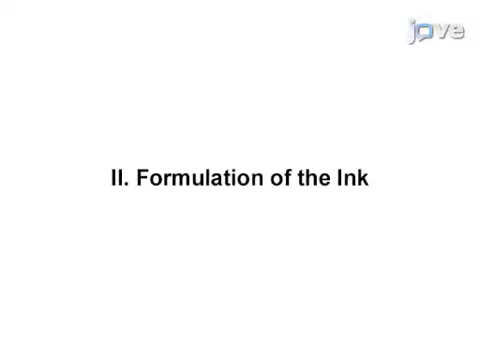 jove
II. Formulation of the Ink